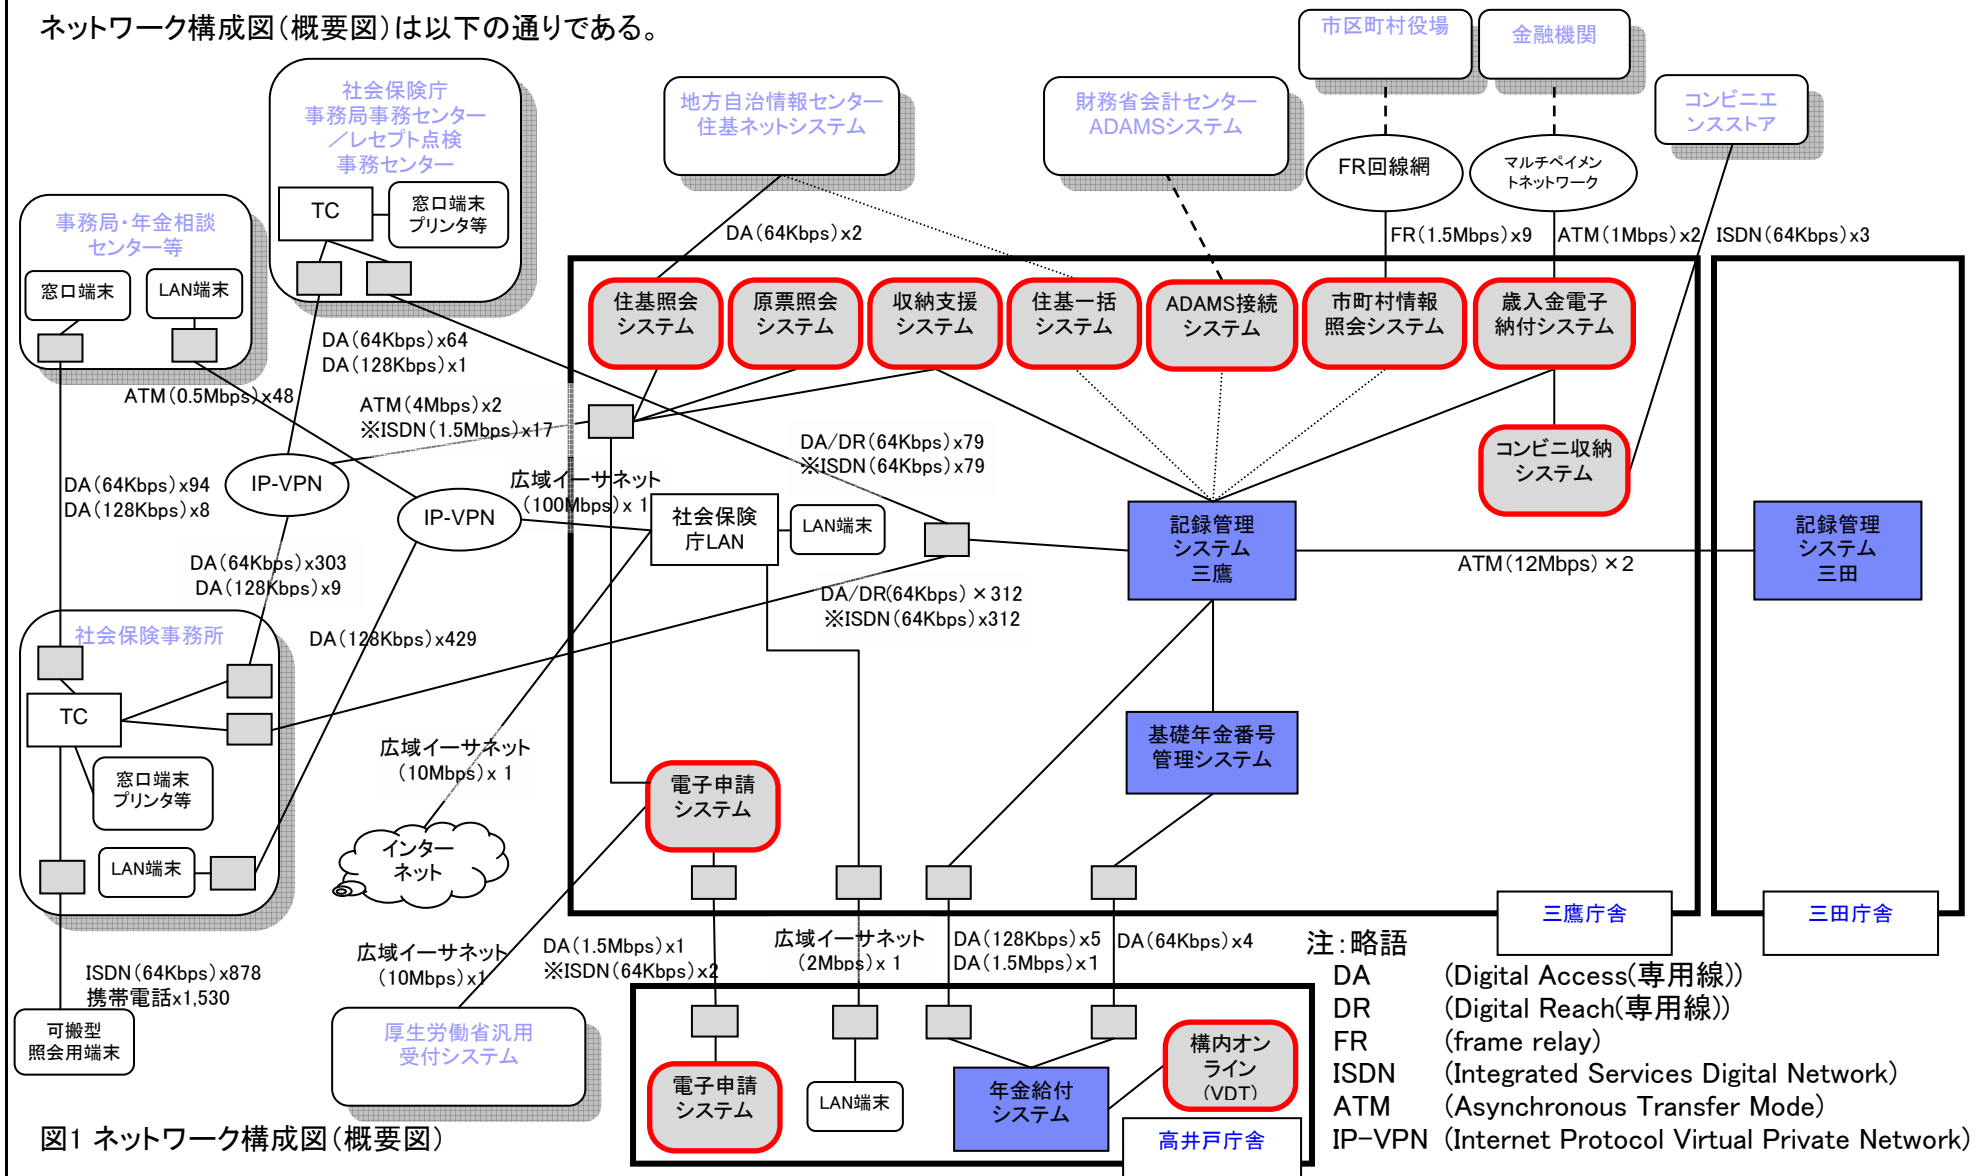 ネットワーク構成図(概要図)は以下の通りである。
市区町村役場
金融機関
社会保険庁
事務局事務センター
／レセプト点検
事務センター
地方自治情報センター
住基ネットシステム
財務省会計センター
ADAMSシステム
コンビニエ
ンスストア
FR回線網
マルチペイメン
トネットワーク
TC
窓口端末
プリンタ等
事務局・年金相談
センター等
窓口端末
LAN端末
DA(64Kbps)x2
FR(1.5Mbps)x9
ATM(1Mbps)x2
ISDN(64Kbps)x3
住基照会
システム
原票照会
システム
収納支援
システム
住基一括
システム
ADAMS接続
システム
市町村情報
照会システム
歳入金電子
納付システム
DA(64Kbps)x64
DA(128Kbps)x1
ATM(0.5Mbps)x48
ATM(4Mbps)x2
※ISDN(1.5Mbps)x17
DA/DR(64Kbps)x79
※ISDN(64Kbps)x79
コンビニ収納
システム
DA(64Kbps)x94
DA(128Kbps)x8
IP-VPN
IP-VPN
広域イーサネット
(100Mbps)x 1
社会保険
庁LAN
LAN端末
記録管理
システム
三鷹
記録管理
システム
三田
ATM(12Mbps)×2
DA(64Kbps)x303
DA(128Kbps)x9
DA/DR(64Kbps)×312
※ISDN(64Kbps)x312
社会保険事務所
DA(128Kbps)x429
TC
窓口端末
プリンタ等
LAN端末
広域イーサネット
(10Mbps)x 1
基礎年金番号
管理システム
電子申請
システム
インター
ネット
三鷹庁舎
三田庁舎
広域イーサネット
(10Mbps)x1
DA(1.5Mbps)x1
※ISDN(64Kbps)x2
広域イーサネット
(2Mbps)x 1
DA(128Kbps)x5
DA(1.5Mbps)x1
DA(64Kbps)x4
ISDN(64Kbps)x878
携帯電話x1,530
可搬型
照会用端末
厚生労働省汎用
受付システム
電子申請
システム
LAN端末
年金給付
システム
構内オン
ライン
(VDT)
高井戸庁舎
注:略語
DA (Digital Access(専用線))
DR (Digital Reach(専用線))
FR (frame relay)
ISDN (Integrated Services Digital Network)
ATM (Asynchronous Transfer Mode)
IP-VPN (Internet Protocol Virtual Private Network)
図1 ネットワーク構成図(概要図)